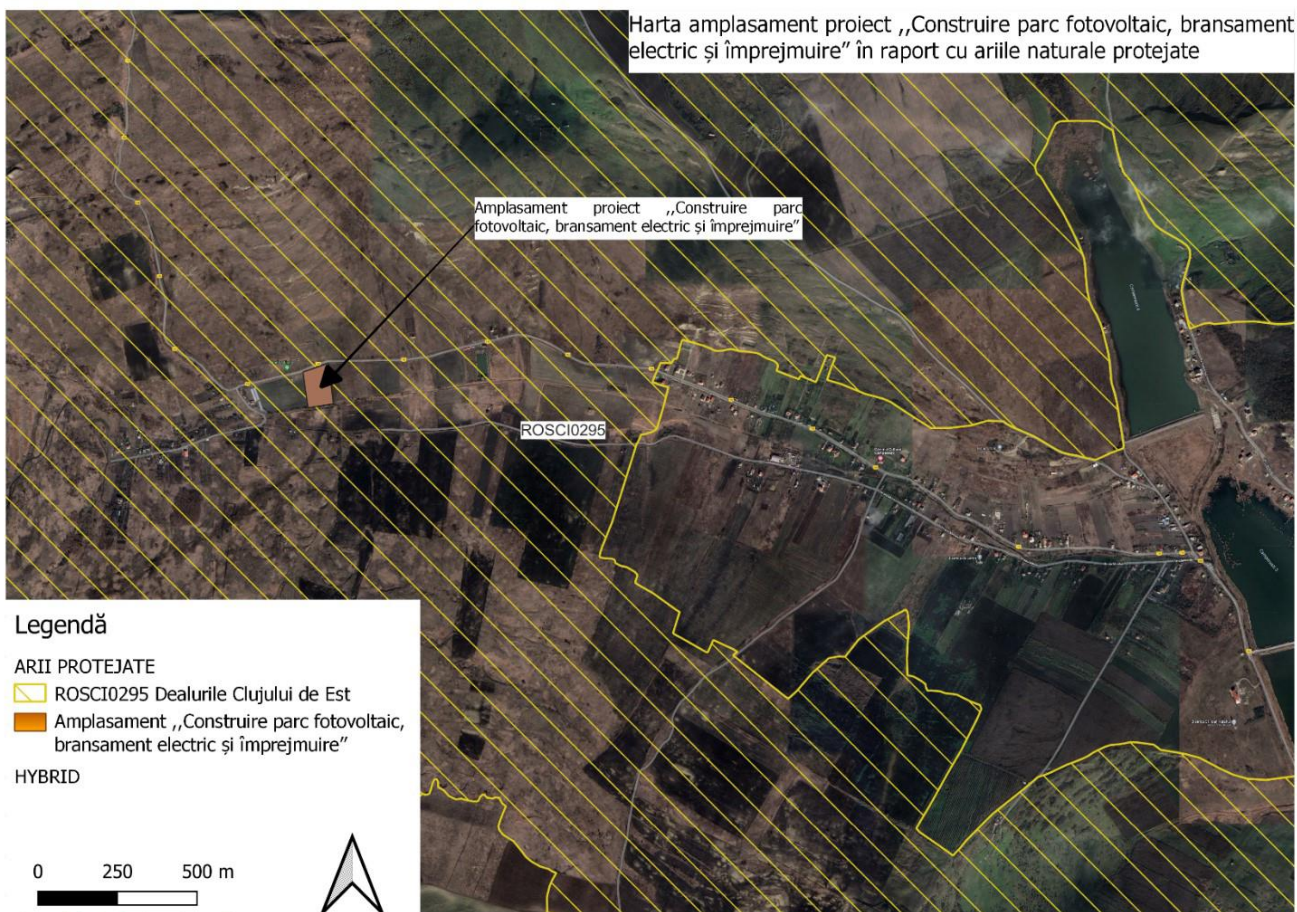 Harta amplasament proiect ,,Construire parc fotovoltaic, bransament
electric și împrejmuire” în raport cu ariile naturale protejate
Amplasament proiect ,,Construire parc
fotovoltaic, bransament electric și împrejmuire”
ROSCI0295
Legendă
ARII PROTEJATE
ROSCI0295 Dealurile Clujului de Est
Amplasament ,,Construire parc fotovoltaic,
bransament electric și împrejmuire”
HYBRID
0 250 500 m